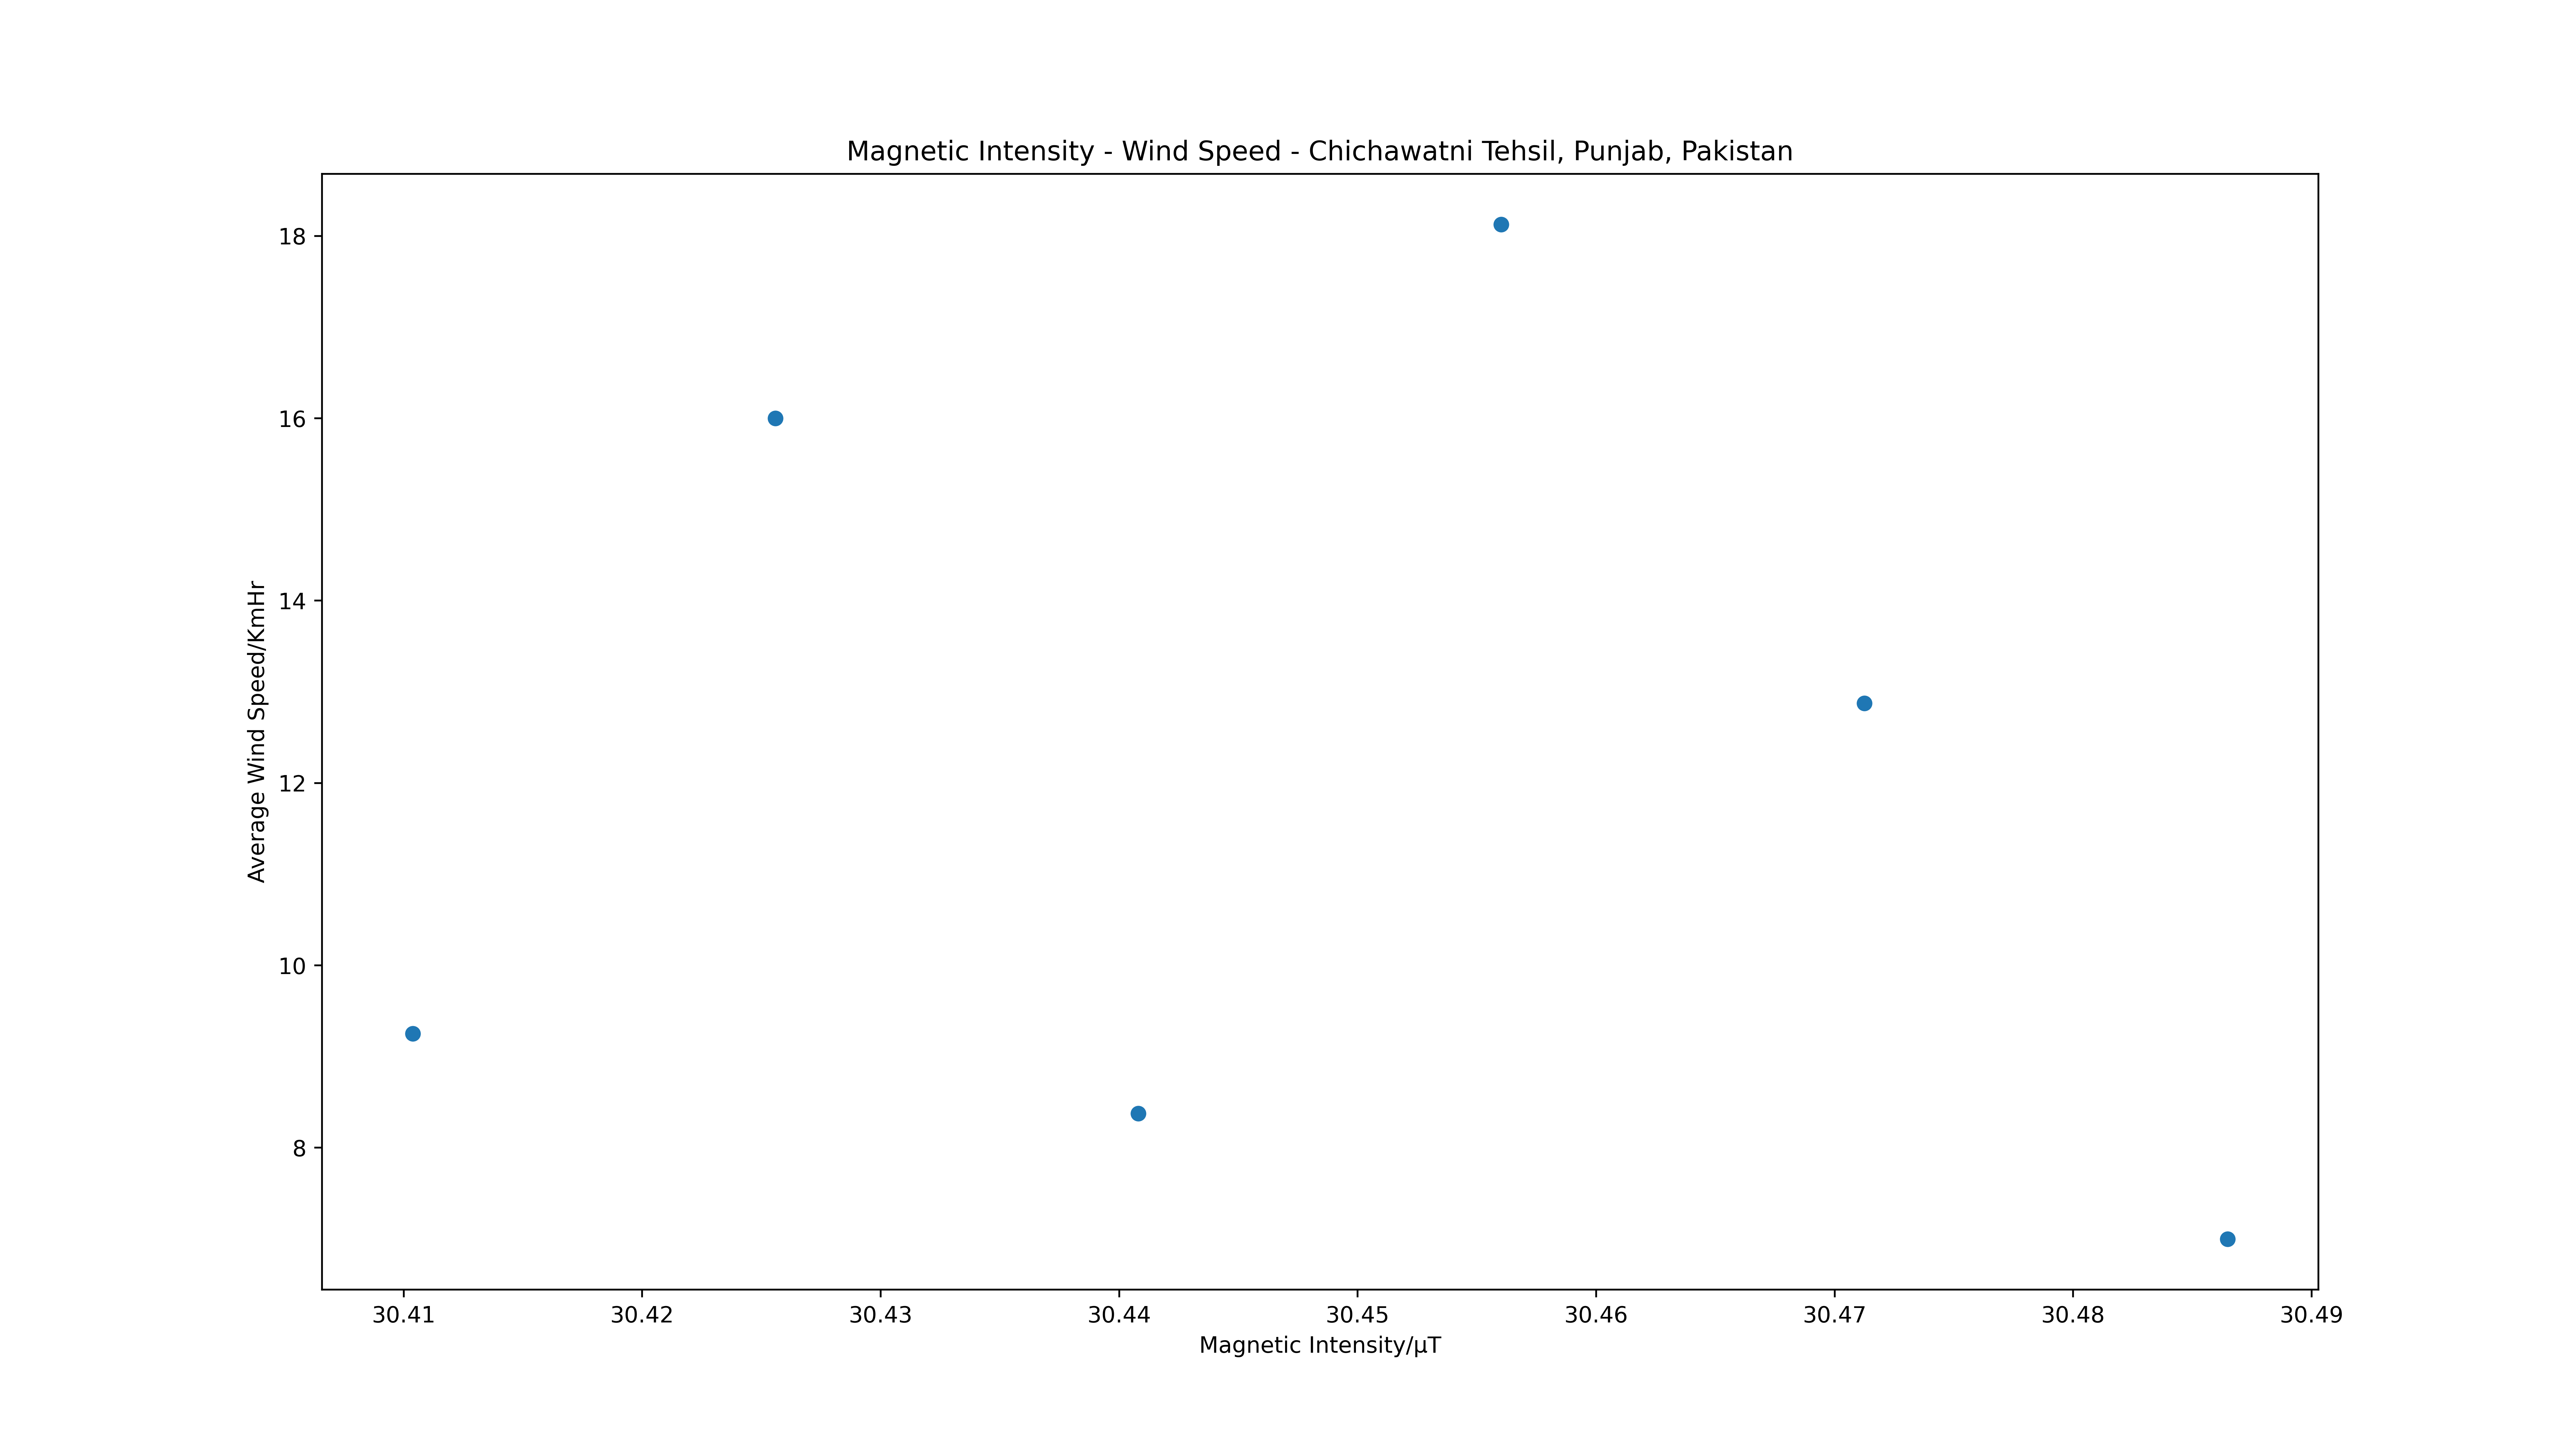 Magnetic Intensity - Wind Speed - Chichawatni Tehsil, Punjab, Pakistan
Average Wind Speed/KmHr
18
16
14
12
10
8
30.41 30.42 30.43 30.44 30.45 30.46 30.47 30.48 30.49
Magnetic Intensity/µT